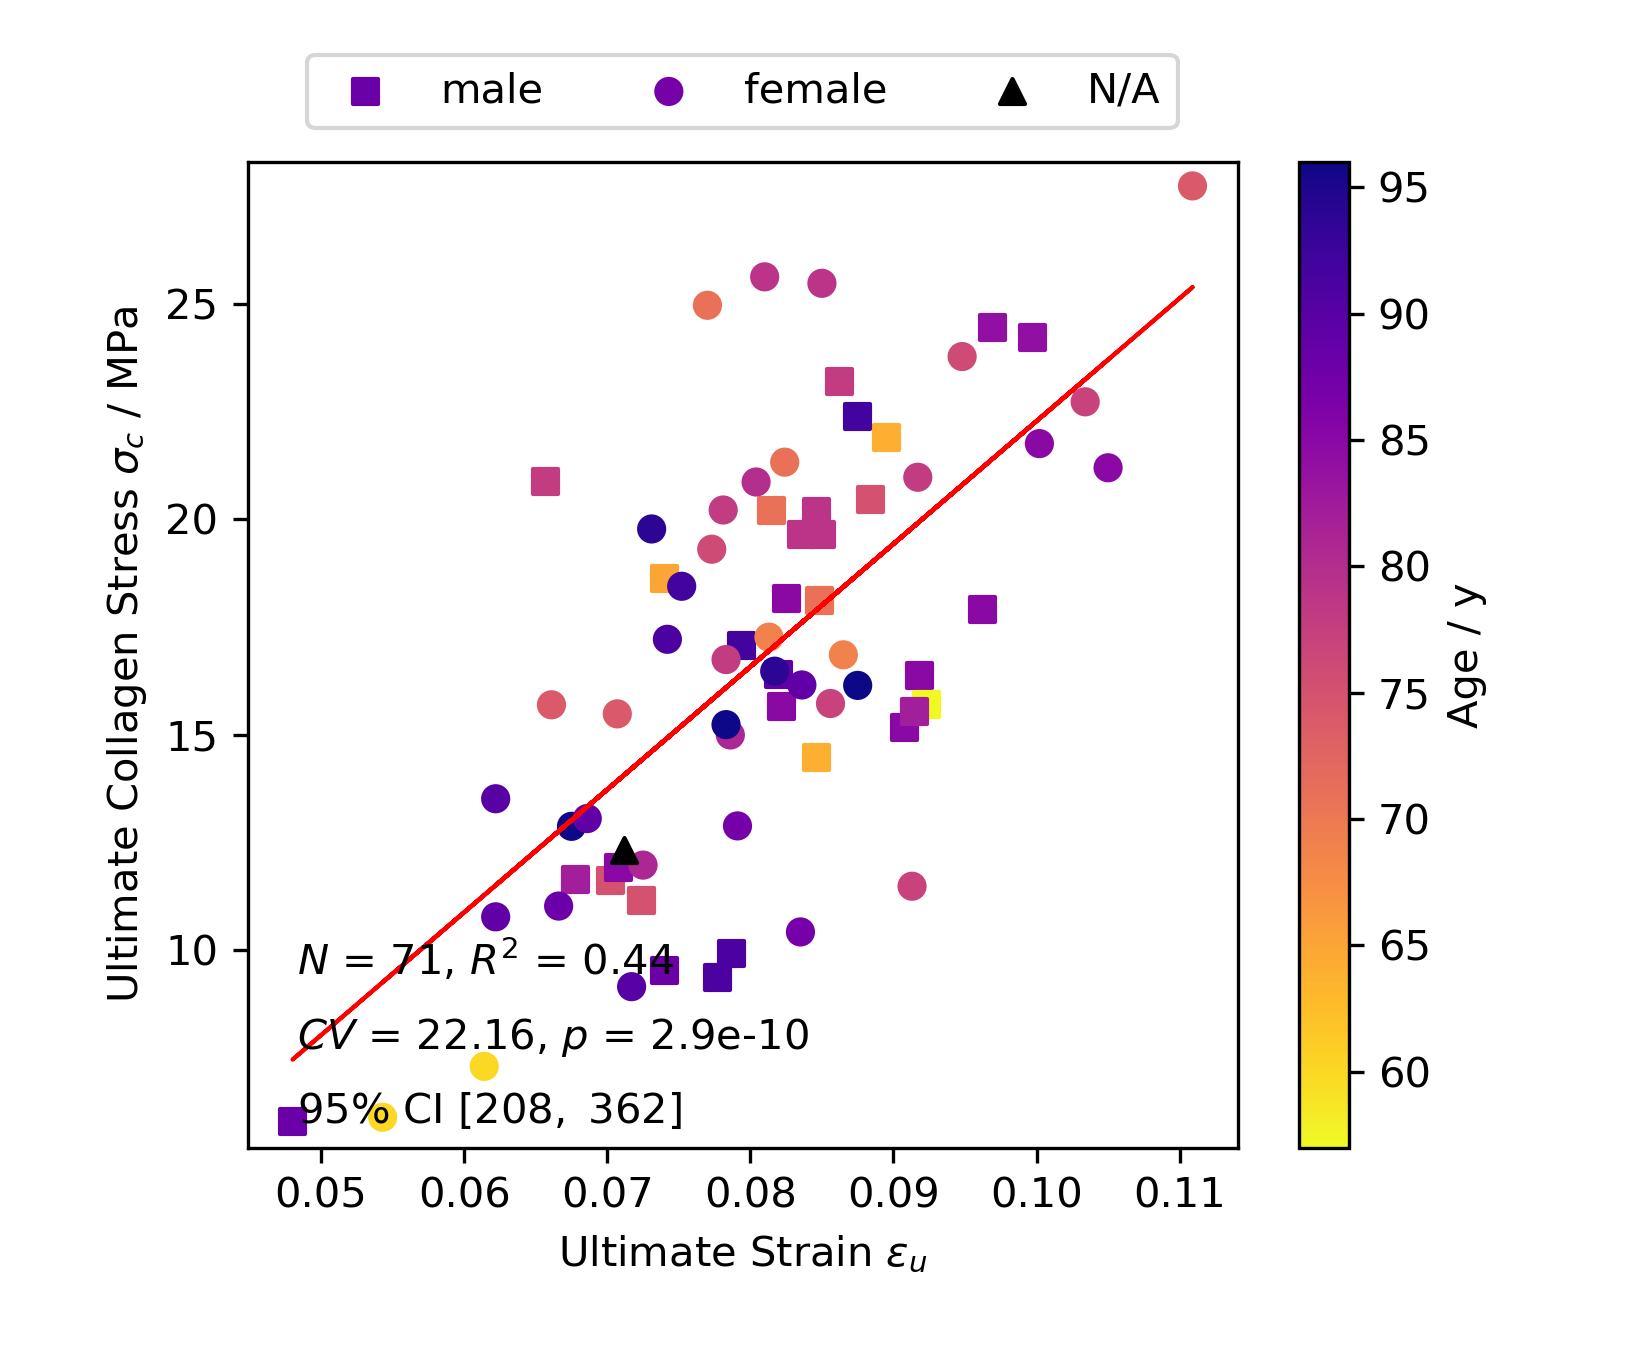 male female N/A
Ultimate Collagen Stress σc / MPa
25
20
15
10
N = 71, R² = 0.44
CV = 22.16, p = 2.9e-10
95% CI [208, 362]
0.05 0.06 0.07 0.08 0.09 0.10 0.11
Ultimate Strain εu
95
90
85
80
75
70
65
60
Age / y